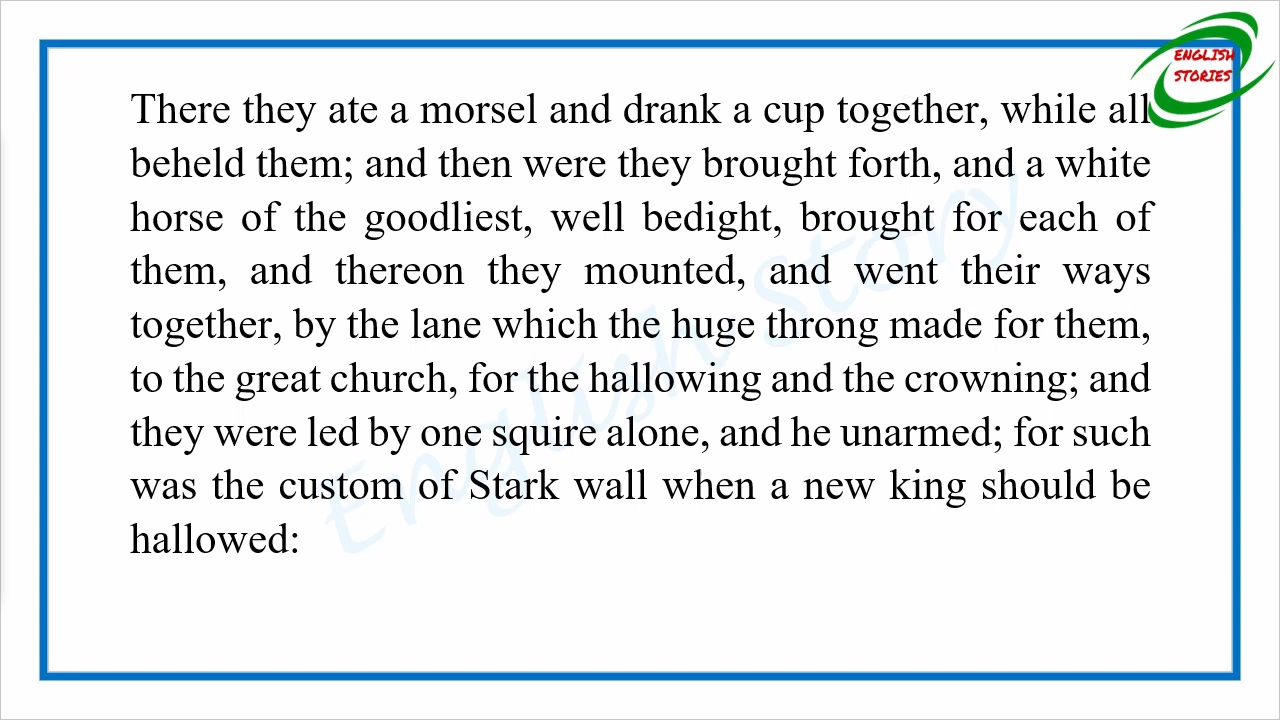 ENGLISH
STORIES
There they ate a morsel and drank a cup together, while all
beheld them; and then were they brought forth, and a white
horse of the goodliest, well bedight, brought for each of
them, and thereon they mounted, and went their ways
together, by the lane which the huge throng made for them,
to the great church, for the hallowing and the crowning; and
they were led by one squire alone, and he unarmed; for such
was the custom of Stark wall when a new king should be
hallowed:
English Story